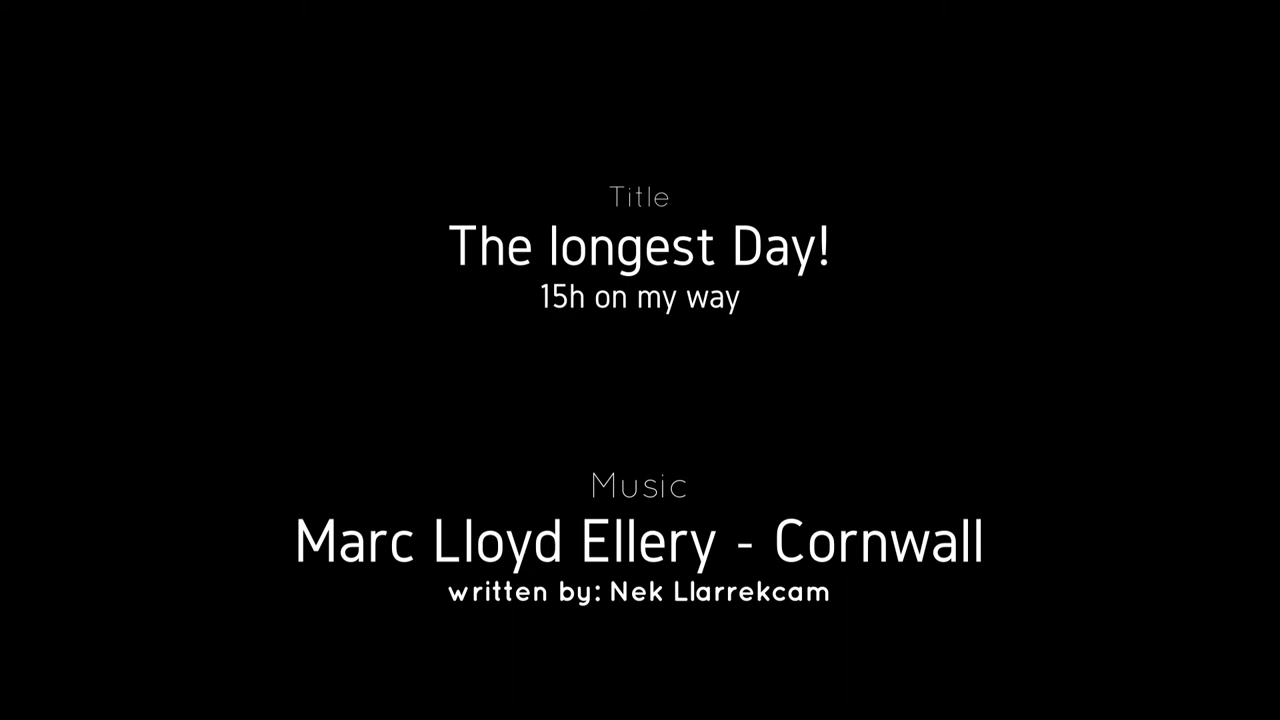 Title
The longest Day!
15h on my way
Music
Marc Lloyd Ellery - Cornwall
written by: Nek Llarrekcam